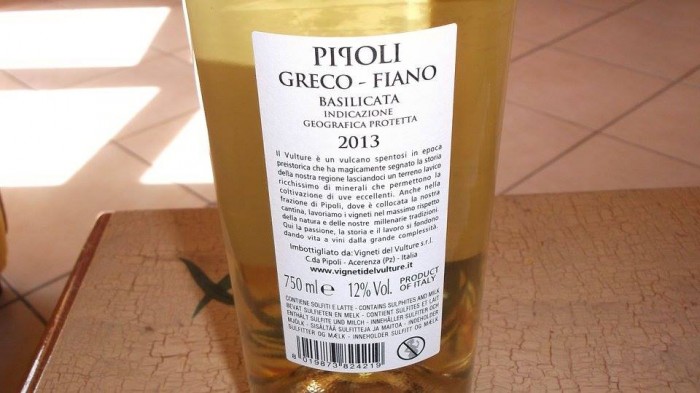 PIPOLI
GRECO - FIANO
BASILICATA
INDICAZIONE
GEOGRAFICA PROTETTA
2013
Il Vulture è un vulcano spentosi in epoca
preistorica che ha magicamente segnato la storia
della nostra regione lasciandoci un terreno lavico
ricchissimo di minerali che permettono la
coltivazione di uve eccellenti. Anche nella
frazione di Pipoli, dove è collocata la nostra
cantina, lavoriamo i vigneti nel massimo rispetto
della natura e delle nostre millenarie tradizioni.
Qui la passione, la storia e il lavoro si fondono
dando vita a vini dalla grande complessità.
Imbottigliato da: Vigneti del Vulture s.r.l.
C.da Pipoli - Acerenza (Pz) - Italia
www.vignetidelvulture.it
750 ml e 12% Vol. PRODUCT
OF ITALY
CONTIENE SOLFITI E LATTE - CONTAINS SULPHITES AND MILK
BEVAT SULFIETEN EN MELK - CONTIENT SULFITES ET LAIT
ENTHÄLT SULFITE UND MILCH - INNEHÅLLER SULFITER OCH
MJÖLK - SISÄLTÄÄ SULFIITTEJA JA MAITOA - INDEHOLDER
SULFITTER OG MÆLK - INNEHOLDER SULFITT OG MELK
8 019873 824219